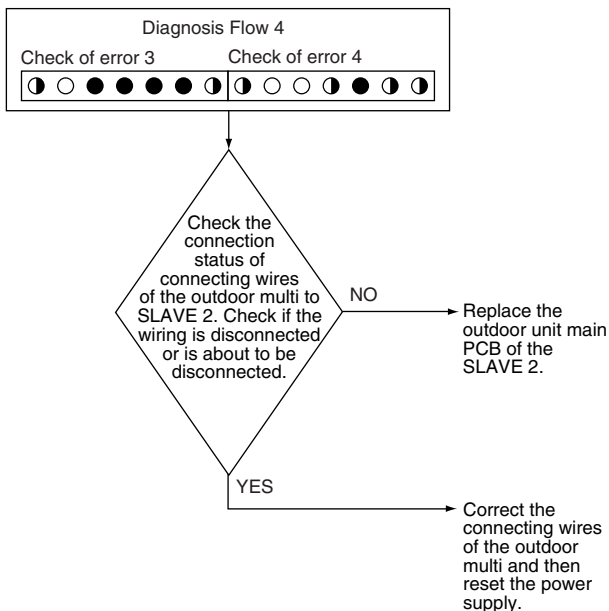 Diagnosis Flow 4
Check of error 3
Check of error 4
Check the
connection
status of
connecting wires
of the outdoor multi to
SLAVE 2. Check if the
wiring is disconnected
or is about to be
disconnected.
NO
Replace the
outdoor unit main
PCB of the
SLAVE 2.
YES
Correct the
connecting wires
of the outdoor
multi and then
reset the power
supply.